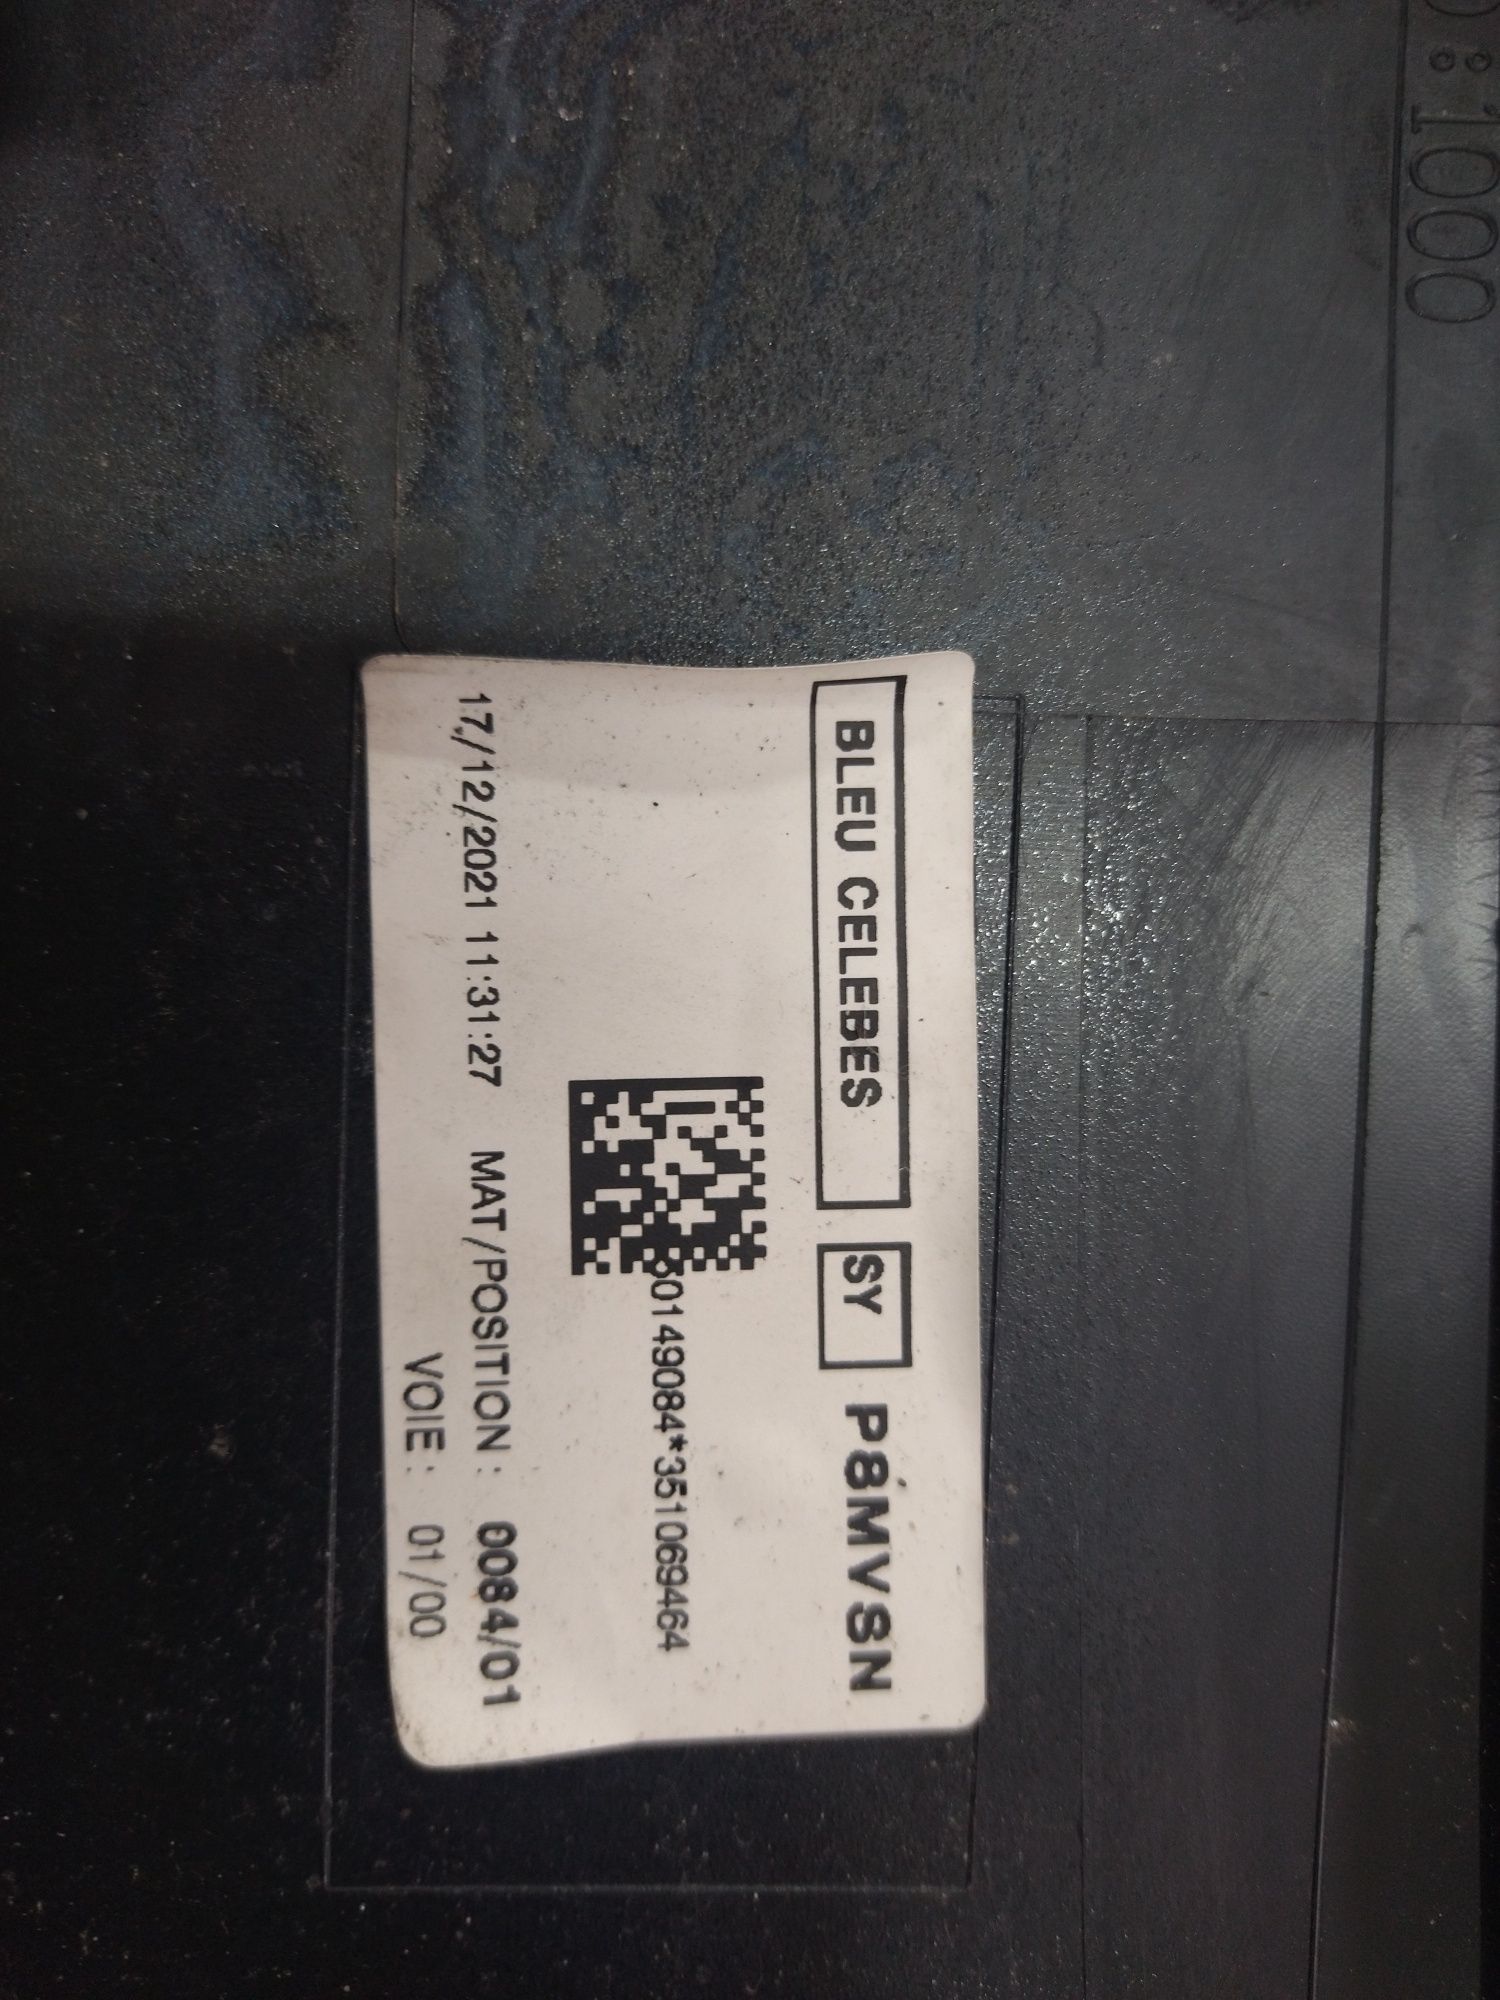 :1000
BLEU CELEBES SY P8MVSN
50149084*351069464
17/12/2021 11:31:27 MAT/POSITION: 0084/01
VOIE: 01/00